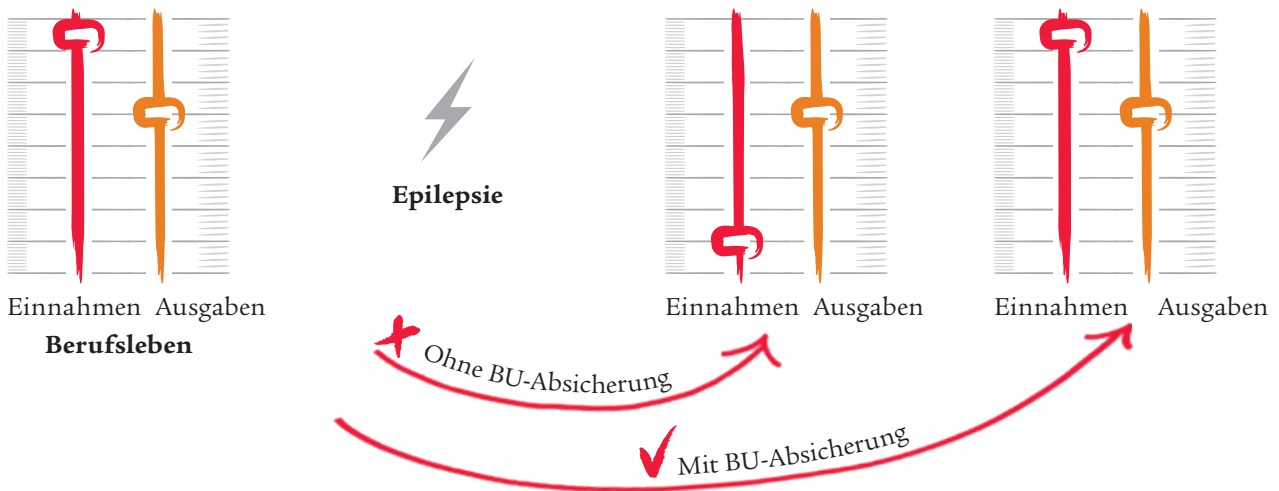 Epilepsie
Einnahmen Ausgaben
Berufsleben
Einnahmen Ausgaben
Einnahmen Ausgaben
Ohne BU-Absicherung
Mit BU-Absicherung